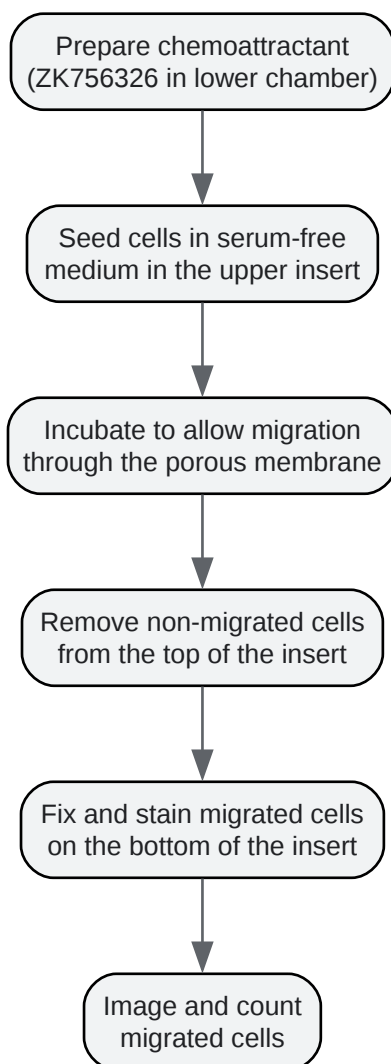 Prepare chemoattractant
(ZK756326 in lower chamber)
Seed cells in serum-free
medium in the upper insert
Incubate to allow migration
through the porous membrane
Remove non-migrated cells
from the top of the insert
Fix and stain migrated cells
on the bottom of the insert
Image and count
migrated cells